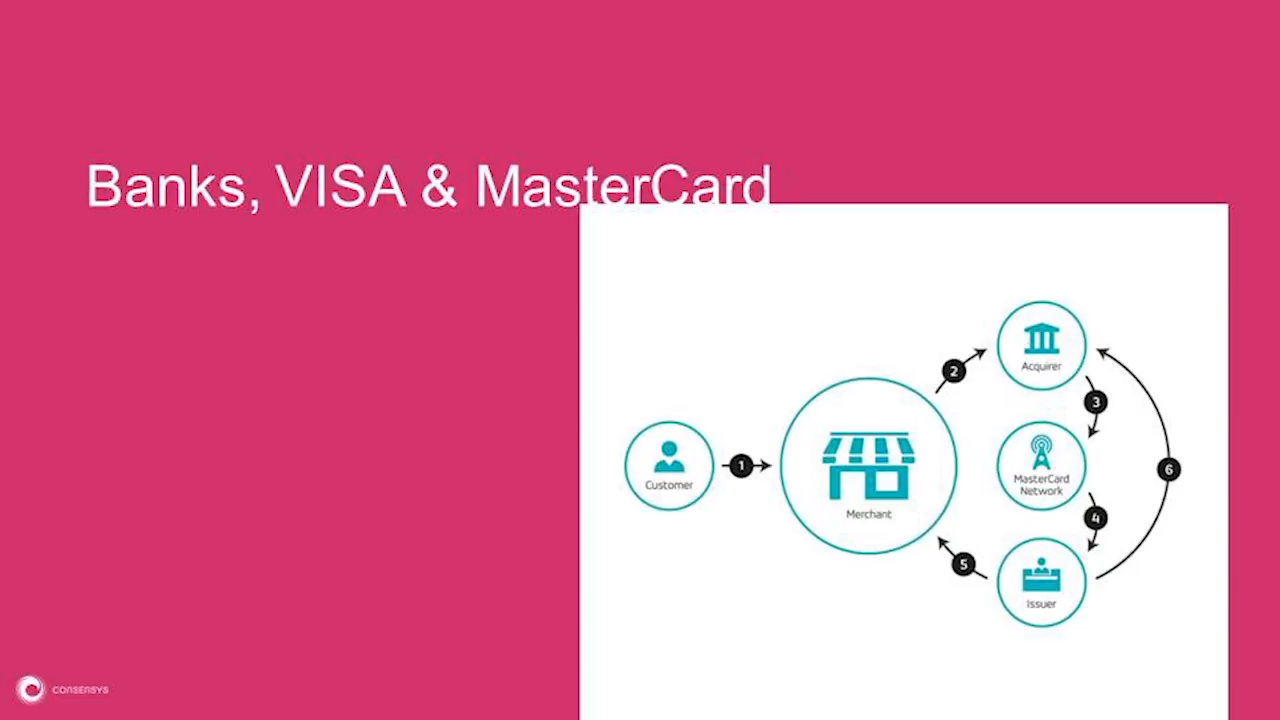 Banks, VISA & MasterCard
2
Acquirer
3
1
Customer
Merchant
MasterCard
Network
6
4
5
Issuer
CONSENSYS